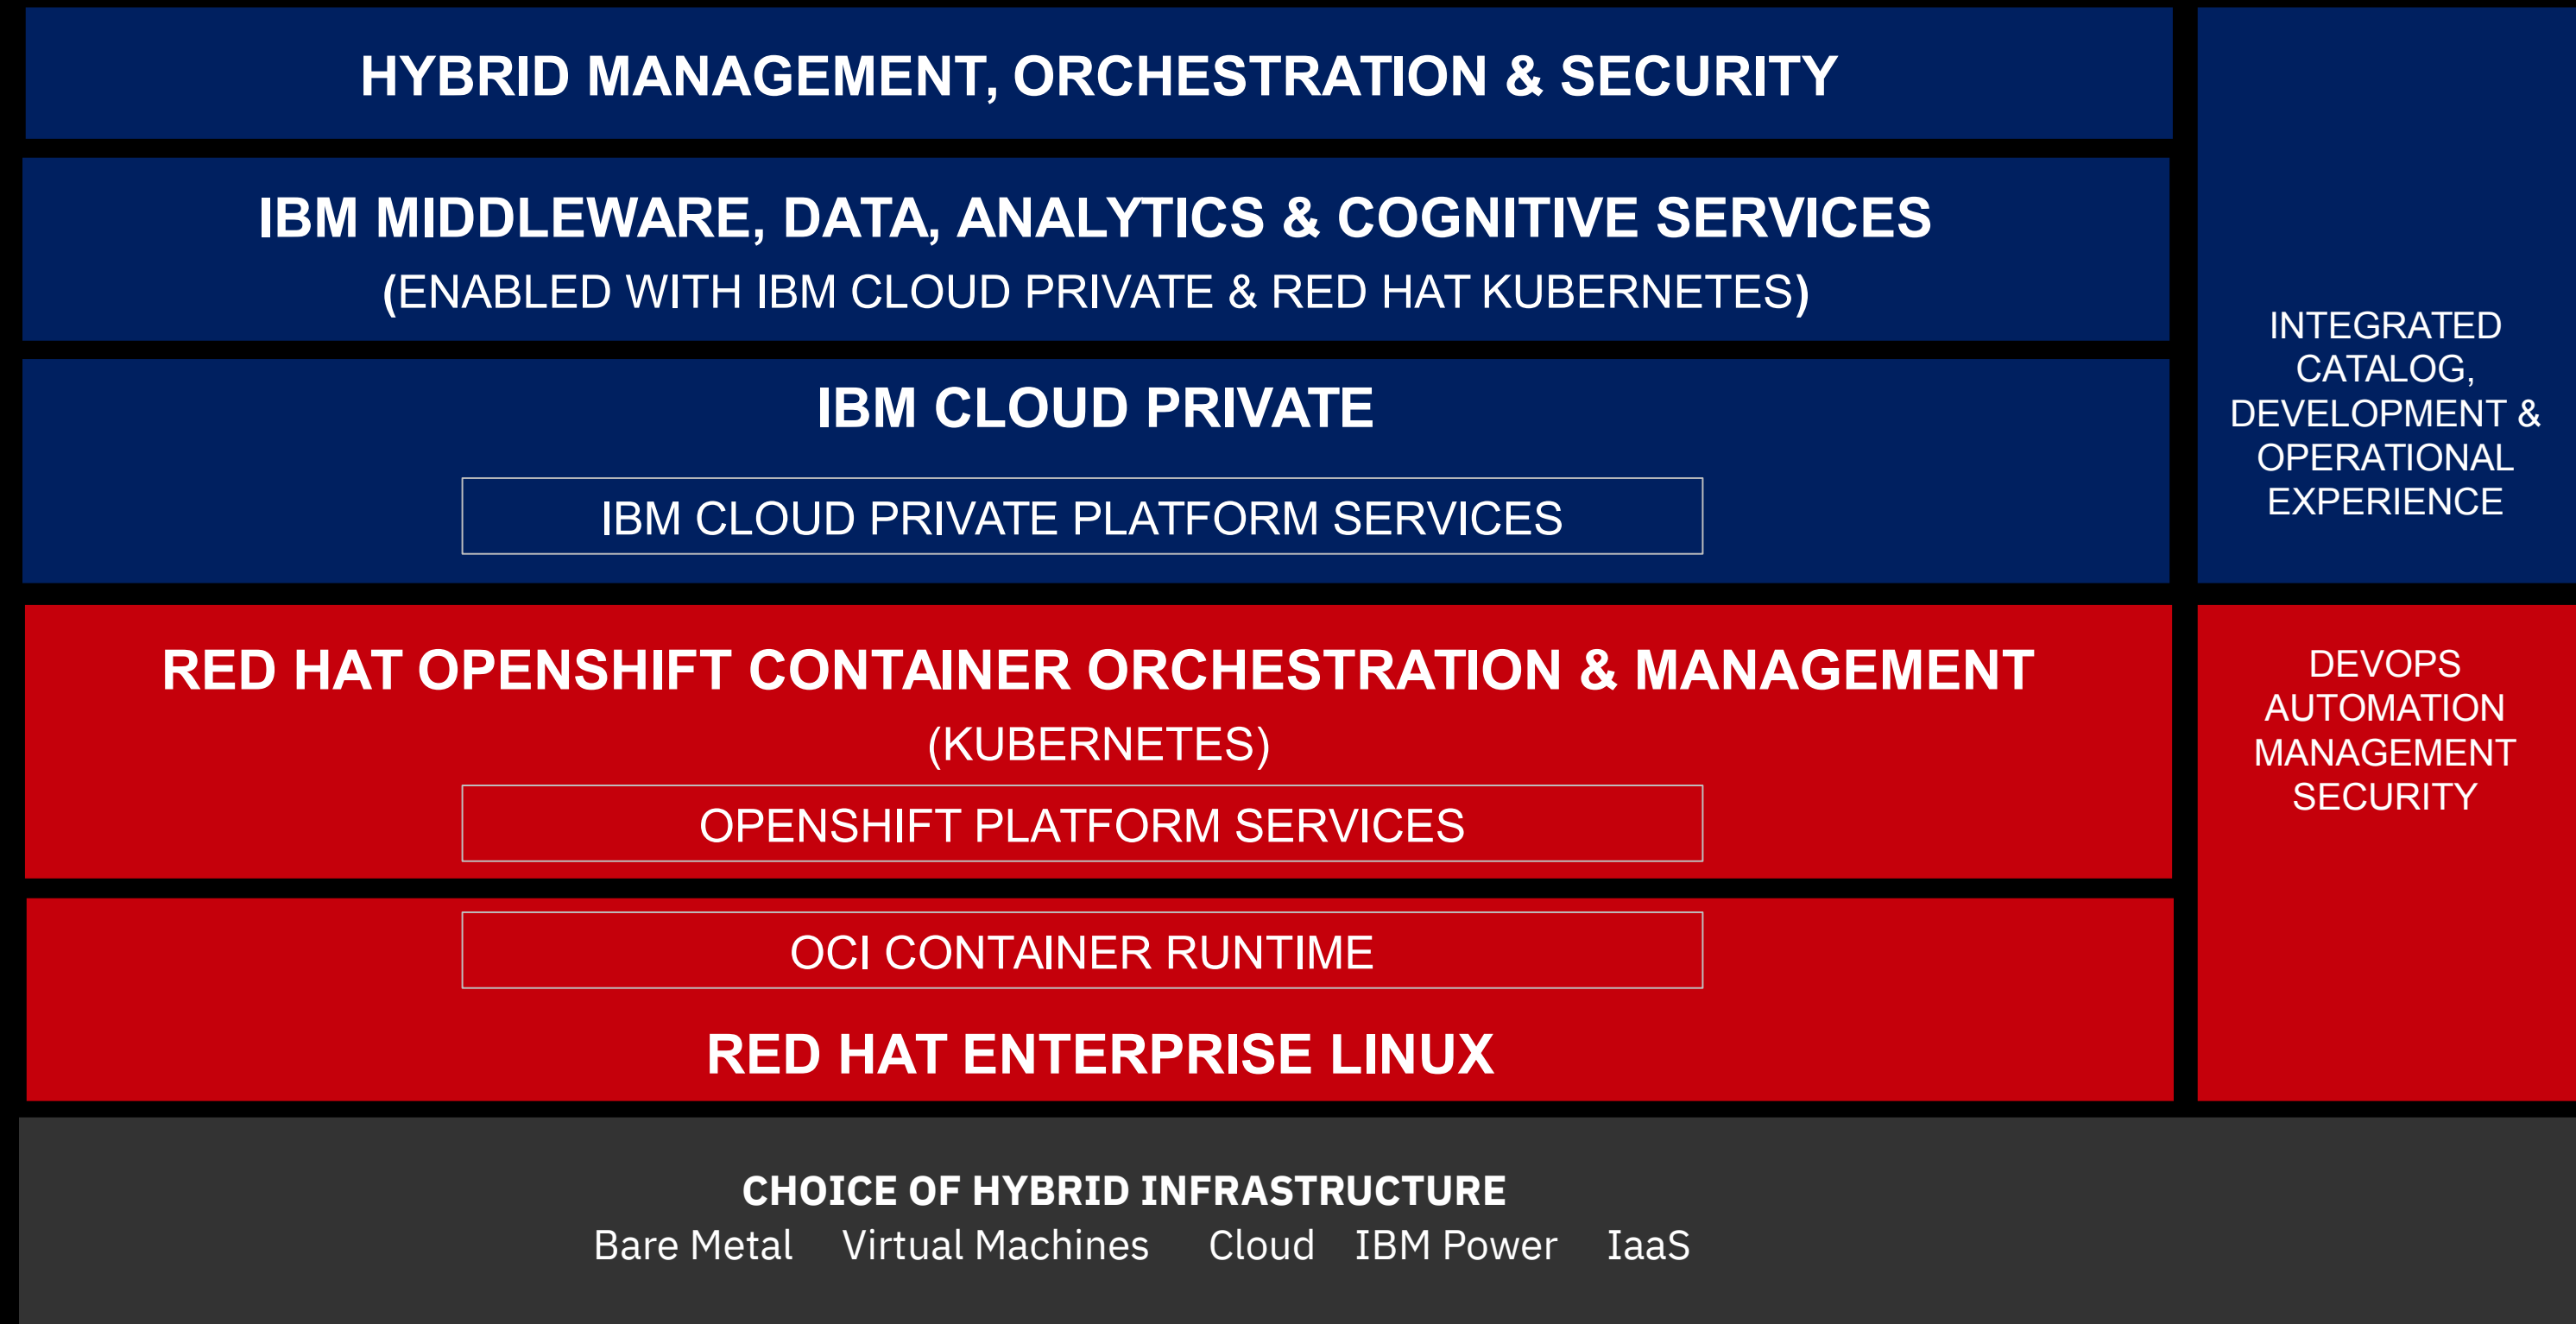 HYBRID MANAGEMENT, ORCHESTRATION & SECURITY
IBM MIDDLEWARE, DATA, ANALYTICS & COGNITIVE SERVICES
(ENABLED WITH IBM CLOUD PRIVATE & RED HAT KUBERNETES)
IBM CLOUD PRIVATE
IBM CLOUD PRIVATE PLATFORM SERVICES
INTEGRATED
CATALOG,
DEVELOPMENT &
OPERATIONAL
EXPERIENCE
RED HAT OPENSHIFT CONTAINER ORCHESTRATION & MANAGEMENT
(KUBERNETES)
OPENSHIFT PLATFORM SERVICES
OCI CONTAINER RUNTIME
RED HAT ENTERPRISE LINUX
DEVOPS
AUTOMATION
MANAGEMENT
SECURITY
CHOICE OF HYBRID INFRASTRUCTURE
Bare Metal Virtual Machines Cloud IBM Power IaaS